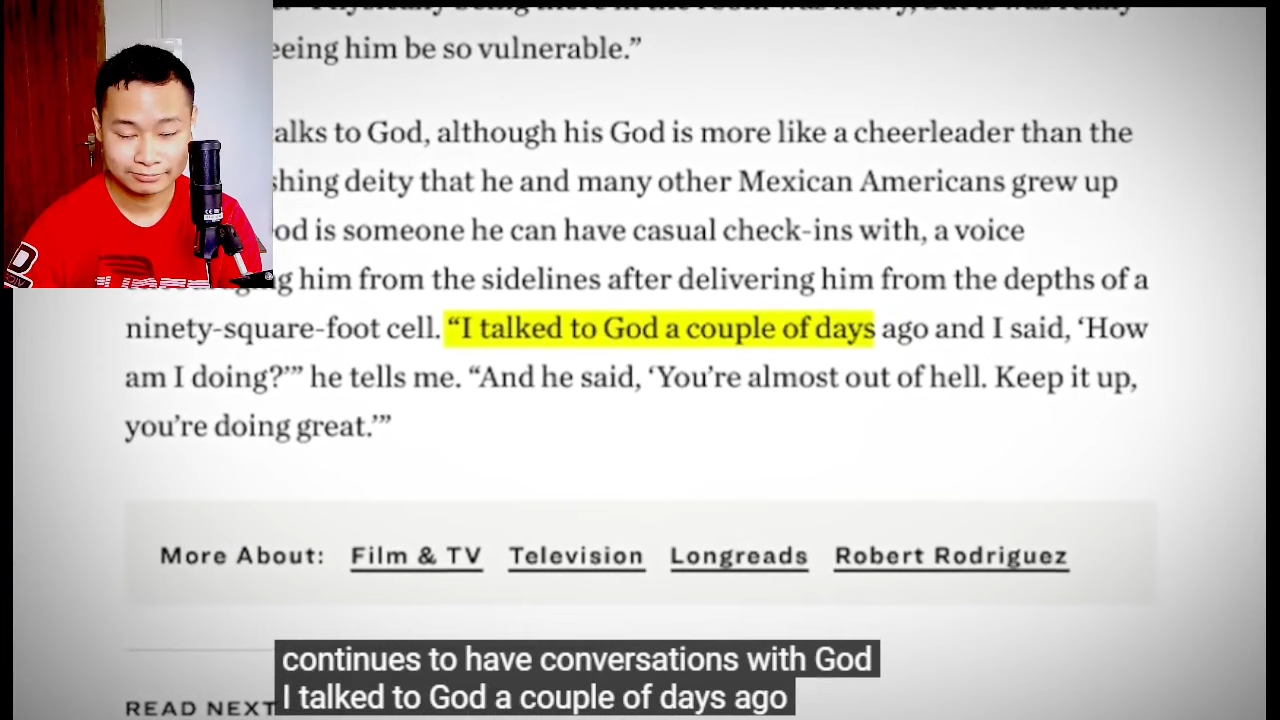 eeing him be so vulnerable.”
alks to God, although his God is more like a cheerleader than the
shing deity that he and many other Mexican Americans grew up
od is someone he can have casual check-ins with, a voice
him from the sidelines after delivering him from the depths of a
ninety-square-foot cell. “I talked to God a couple of days ago and I said, ‘How
am I doing?’” he tells me. “And he said, ‘You’re almost out of hell. Keep it up,
you’re doing great.’”
More About: Film & TV Television Longreads Robert Rodriguez
continues to have conversations with God
I talked to God a couple of days ago
READ NEXT